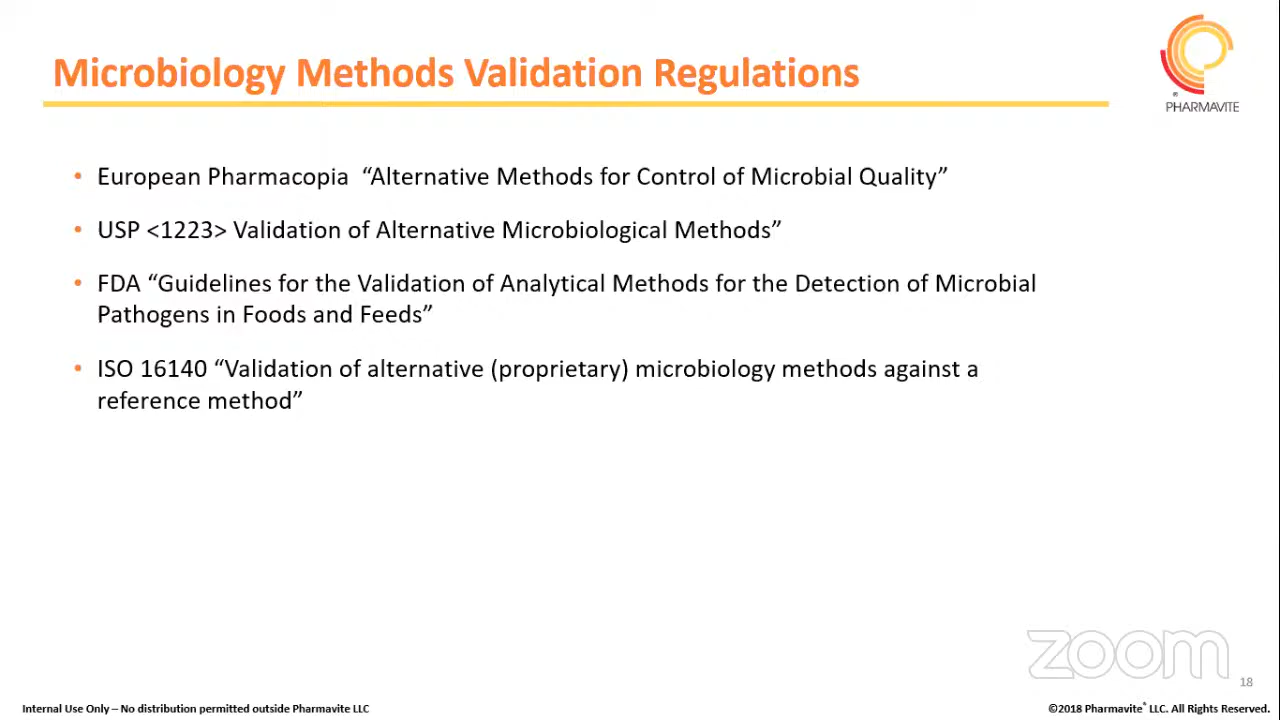 Microbiology Methods Validation Regulations
® 
PHARMAVITE
• European Pharmacopia “Alternative Methods for Control of Microbial Quality”
• USP <1223> Validation of Alternative Microbiological Methods”
• FDA “Guidelines for the Validation of Analytical Methods for the Detection of Microbial
Pathogens in Foods and Feeds”
• ISO 16140 “Validation of alternative (proprietary) microbiology methods against a
reference method”
zoom
18
Internal Use Only – No distribution permitted outside Pharmavite LLC
©2018 Pharmavite® LLC. All Rights Reserved.